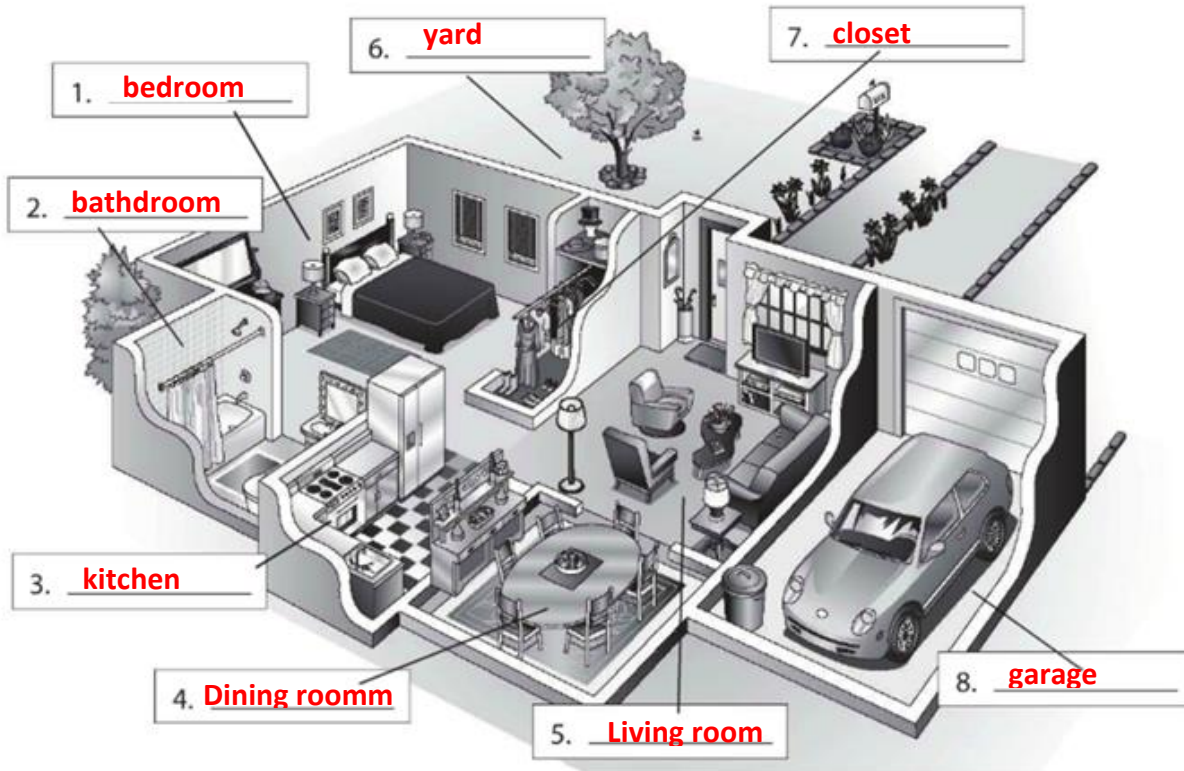 1. bedroom
2. bathdroom
3. kitchen
4. Dining roomm
5. Living room
6. yard
7. closet
8. garage